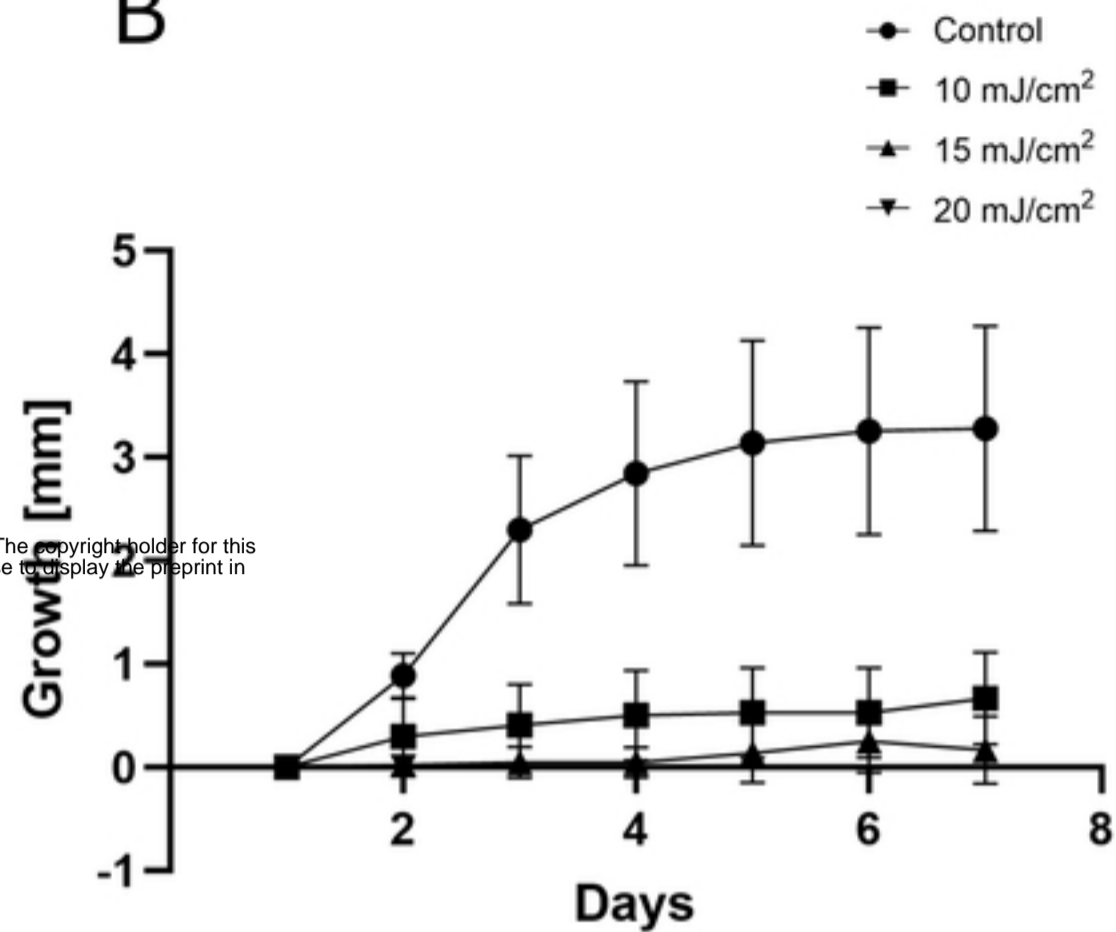 B
Control
10 mJ/cm²
15 mJ/cm²
20 mJ/cm²
5
4
3
2
1
0
-1
Growth [mm]
The copyright holder for this
e to display the preprint in
2
4
6
8
Days